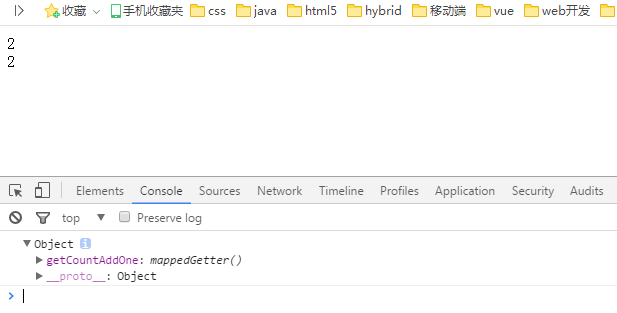 收藏 手机收藏夹 css java html5 hybrid 移动端 vue web开发
2
2
Elements Console Sources Network Timeline Profiles Application Security Audits
top Preserve log
Object i
getCountAddOne: mappedGetter()
__proto__: Object